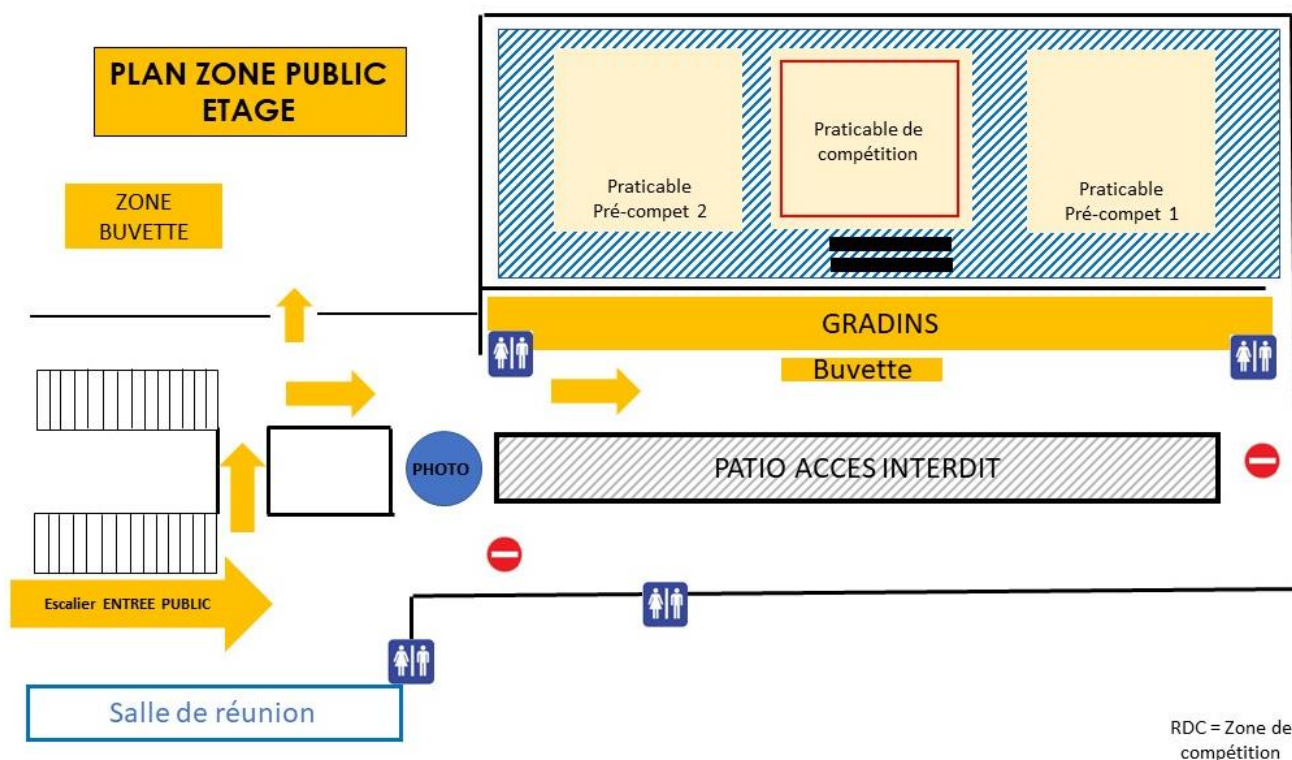 PLAN ZONE PUBLIC
ETAGE
ZONE
BUVETTE
Praticable
Pré-compet 2
Praticable de
compétition
Praticable
Pré-compet 1
GRADINS
Buvette
PHOTO
PATIO ACCES INTERDIT
Escalier ENTREE PUBLIC
Salle de réunion
RDC = Zone de
compétition